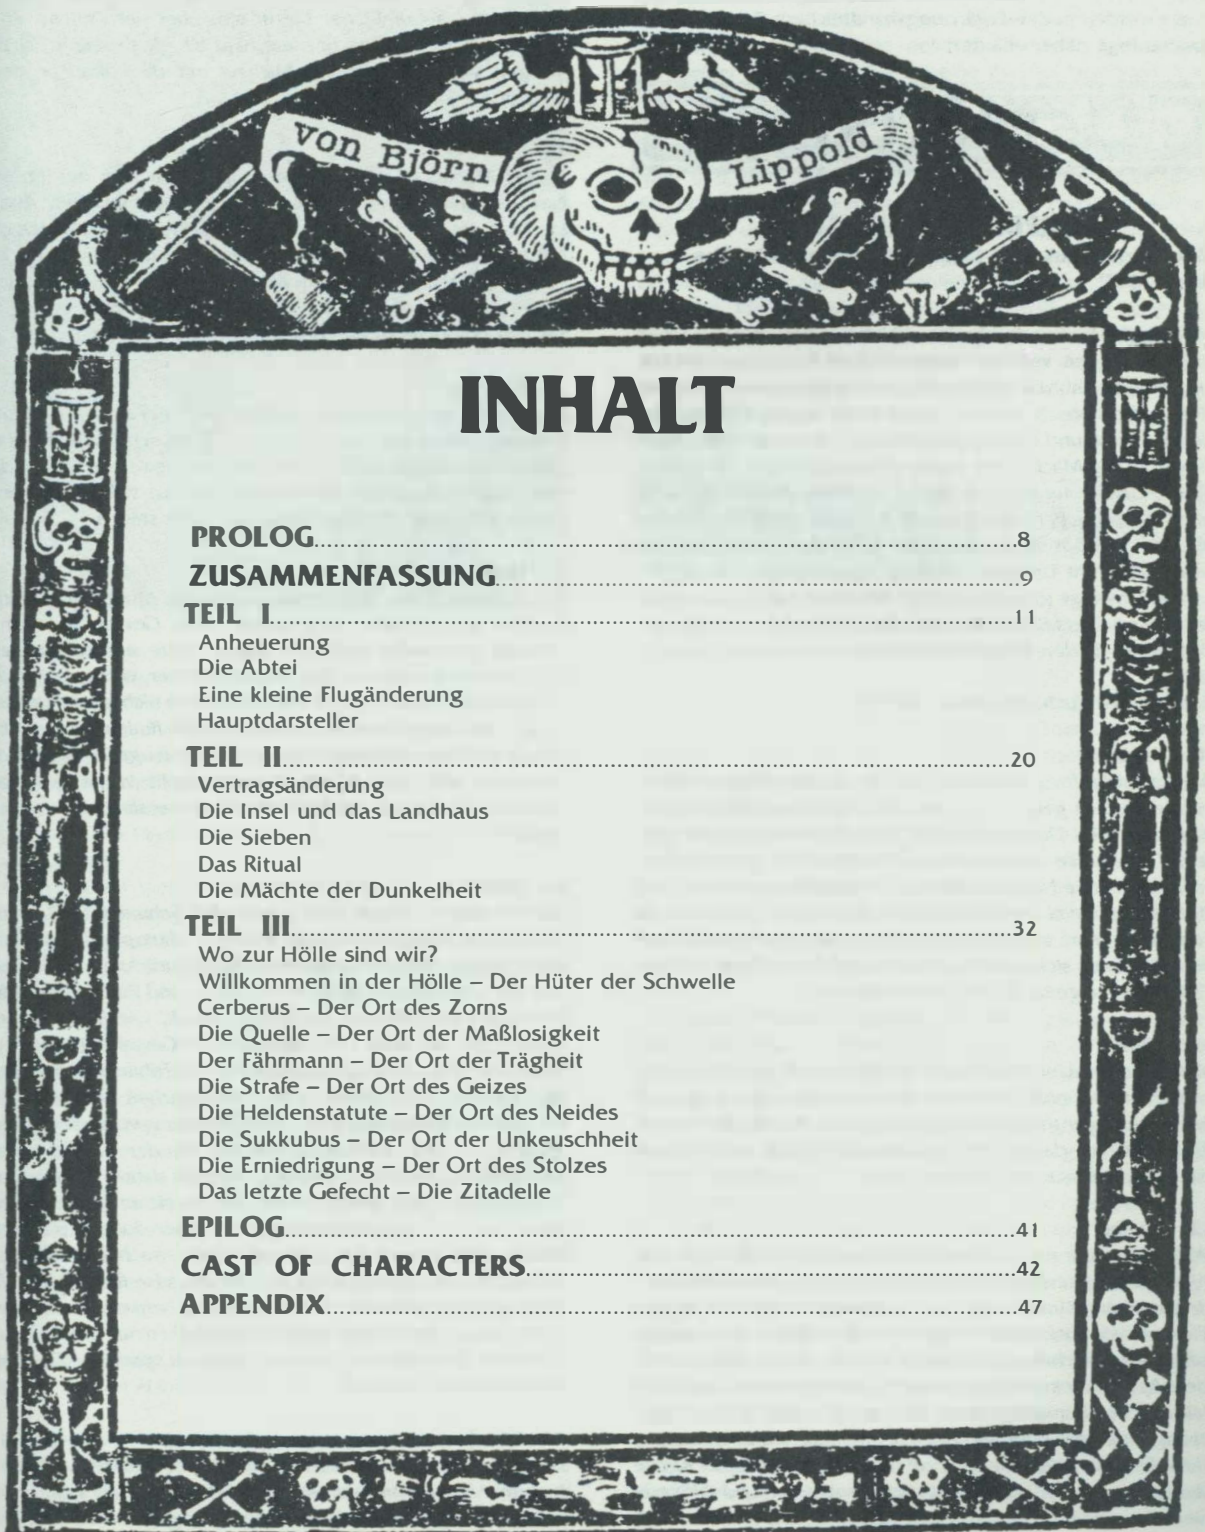 von Björn Lippold
INHALT
PROLOG..........8
ZUSAMMENFASSUNG..........9
TEIL I..........11
Anheuerung
Die Abtei
Eine kleine Flugänderung
Hauptdarsteller
TEIL II..........20
Vertragsänderung
Die Insel und das Landhaus
Die Sieben
Das Ritual
Die Mächte der Dunkelheit
TEIL III..........32
Wo zur Hölle sind wir?
Willkommen in der Hölle – Der Hüter der Schwelle
Cerberus – Der Ort des Zorns
Die Quelle – Der Ort der Maßlosigkeit
Der Fährmann – Der Ort der Trägheit
Die Strafe – Der Ort des Geizes
Die Heldenstatute – Der Ort des Neides
Die Sukkubus – Der Ort der Unkeuschheit
Die Erniedrigung – Der Ort des Stolzes
Das letzte Gefecht – Die Zitadelle
EPILOG..........41
CAST OF CHARACTERS..........42
APPENDIX..........47